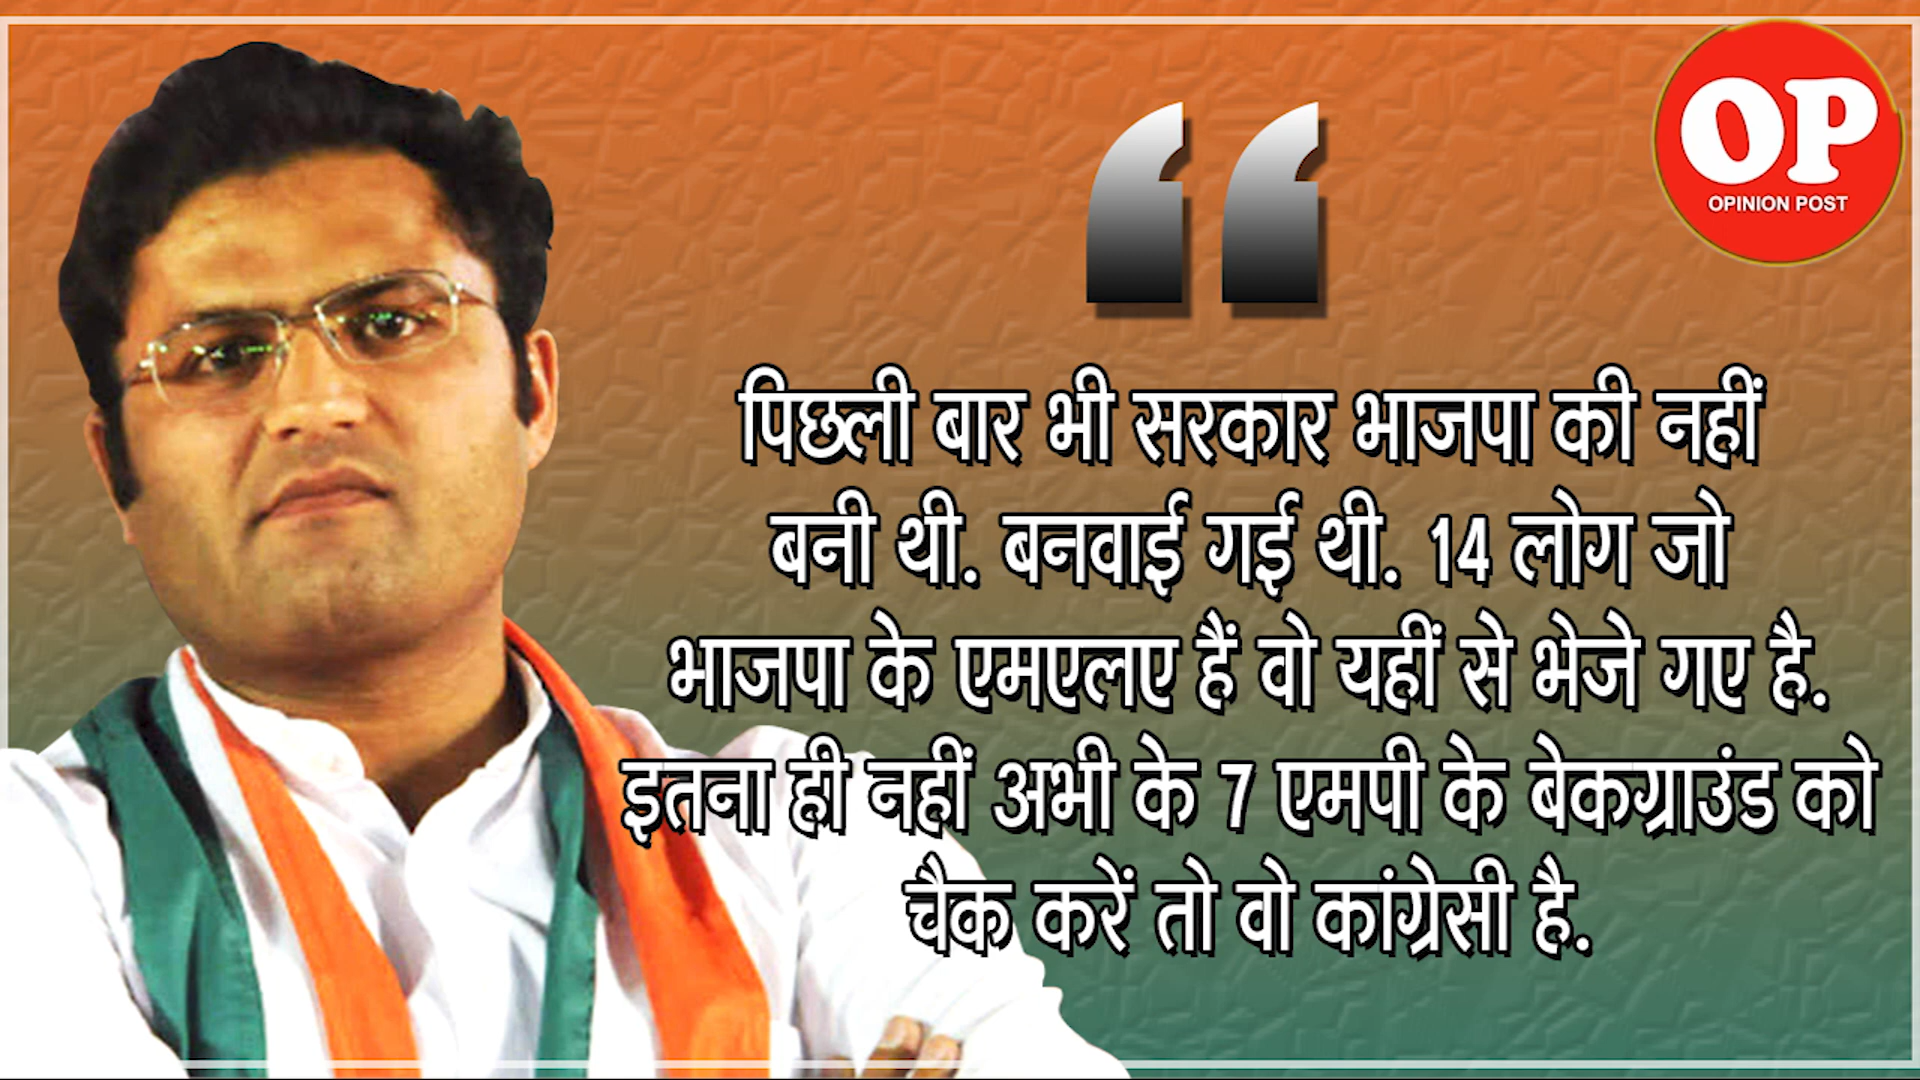 OP
OPINION POST
पिछली बार भी सरकार भाजपा की नहीं
बनी थी. बनवाई गई थी. 14 लोग जो
भाजपा के एमएलए हैं वो यहीं से भेजे गए है.
इतना ही नहीं अभी के 7 एमपी के बेकग्राउंड को
चैक करें तो वो कांग्रेसी है.